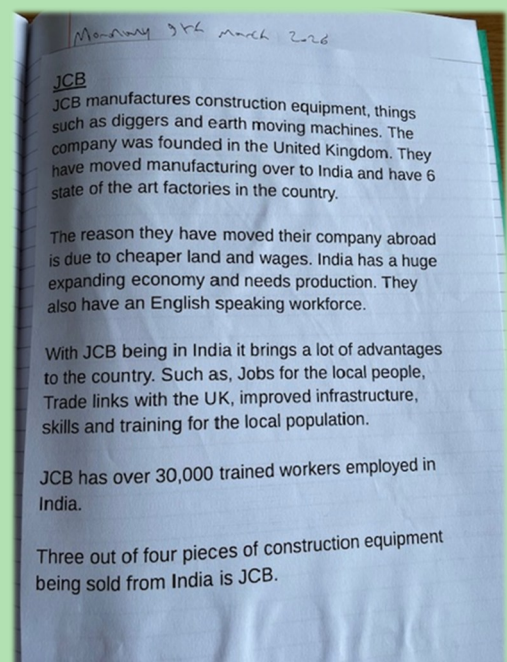 Monday 9th March 2026
JCB
JCB manufactures construction equipment, things
such as diggers and earth moving machines. The
company was founded in the United Kingdom. They
have moved manufacturing over to India and have 6
state of the art factories in the country.
The reason they have moved their company abroad
is due to cheaper land and wages. India has a huge
expanding economy and needs production. They
also have an English speaking workforce.
With JCB being in India it brings a lot of advantages
to the country. Such as, Jobs for the local people,
Trade links with the UK, improved infrastructure,
skills and training for the local population.
JCB has over 30,000 trained workers employed in
India.
Three out of four pieces of construction equipment
being sold from India is JCB.